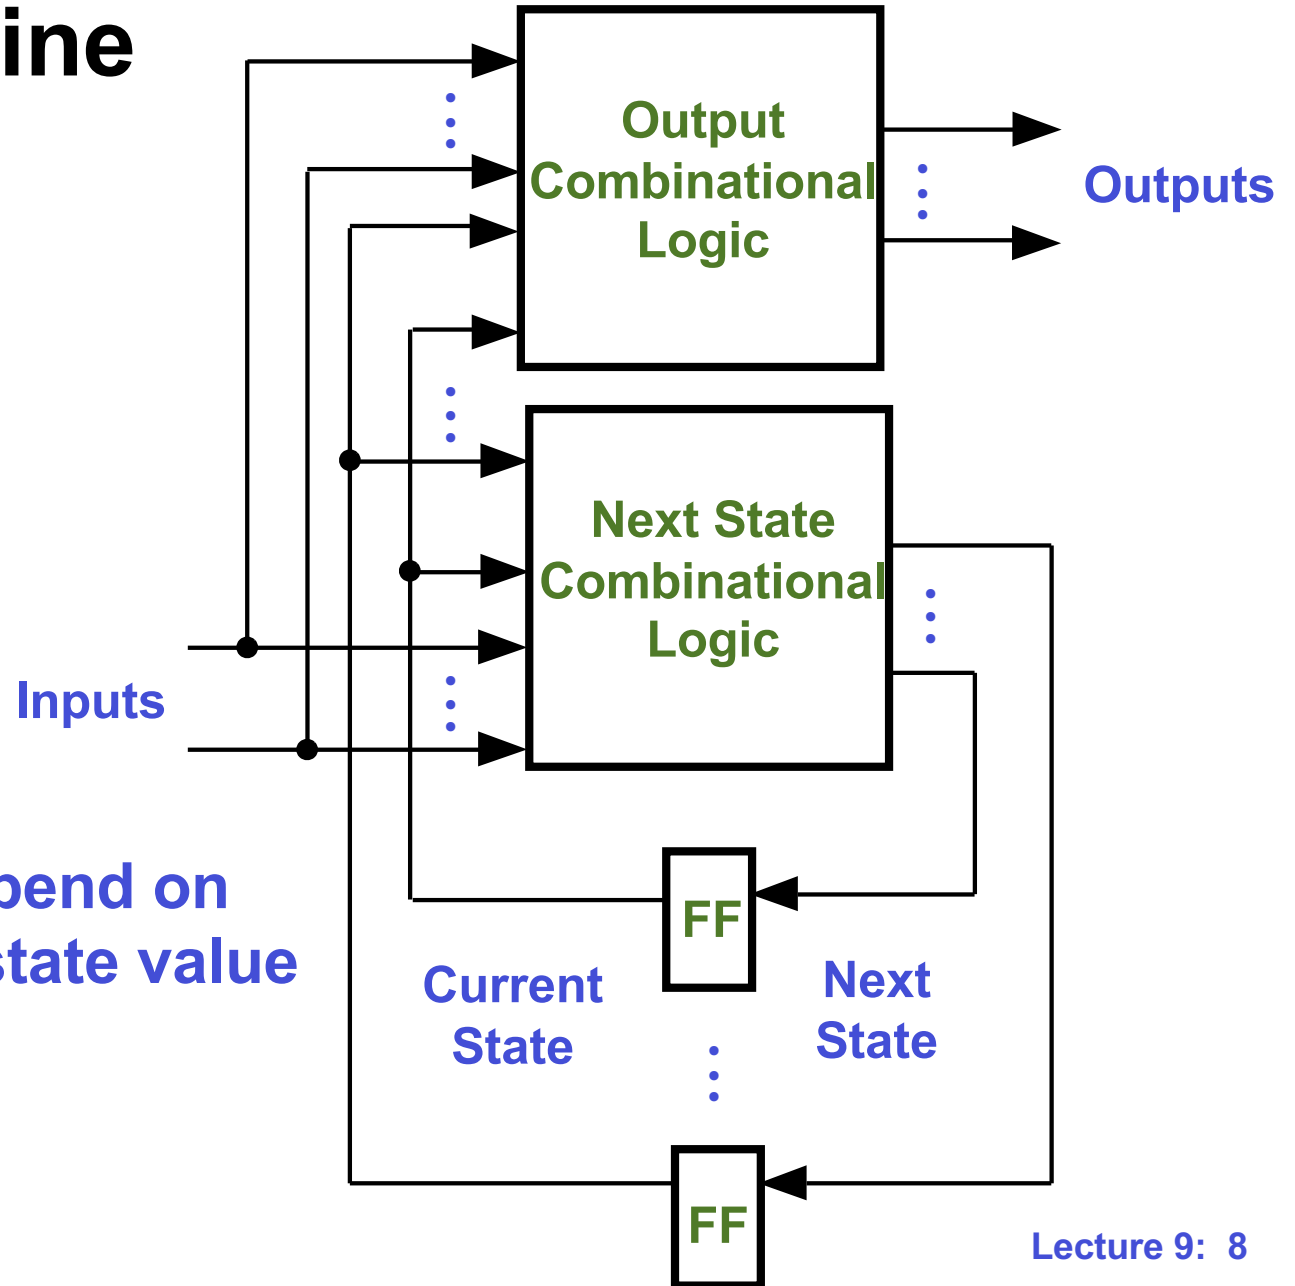 ine
Output
Combinational
Logic
Outputs
Next State
Combinational
Logic
Inputs
pend on
state value
FF
Current
State
Next
State
FF
Lecture 9: 8